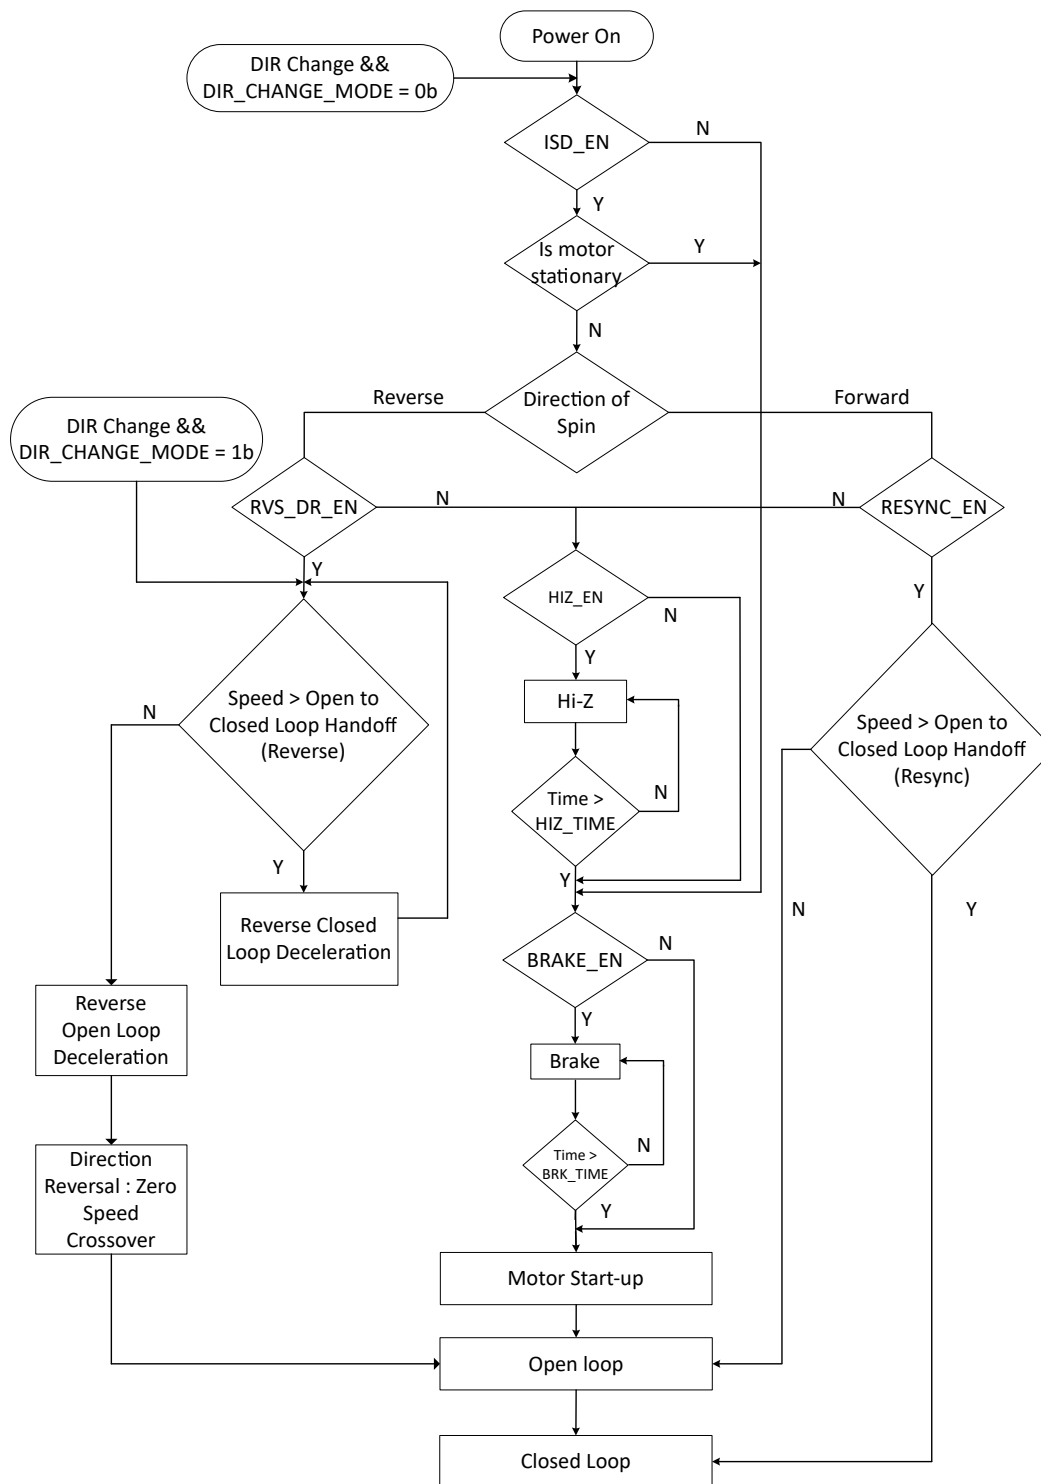 Power On
DIR Change &&
DIR_CHANGE_MODE = 0b
ISD_EN
N
Y
Is motor
stationary
Y
N
Direction of
Spin
Reverse
Forward
DIR Change &&
DIR_CHANGE_MODE = 1b
RVS_DR_EN
N
N
RESYNC_EN
Y
Y
HIZ_EN
N
Y
Hi-Z
Time >
HIZ_TIME
N
Y
Speed > Open to
Closed Loop Handoff
(Reverse)
N
Y
Reverse Closed
Loop Deceleration
Speed > Open to
Closed Loop Handoff
(Resync)
N
Y
BRAKE_EN
N
Y
Brake
Time >
BRK_TIME
N
Y
Reverse
Open Loop
Deceleration
Direction
Reversal : Zero
Speed
Crossover
Motor Start-up
Open loop
Closed Loop